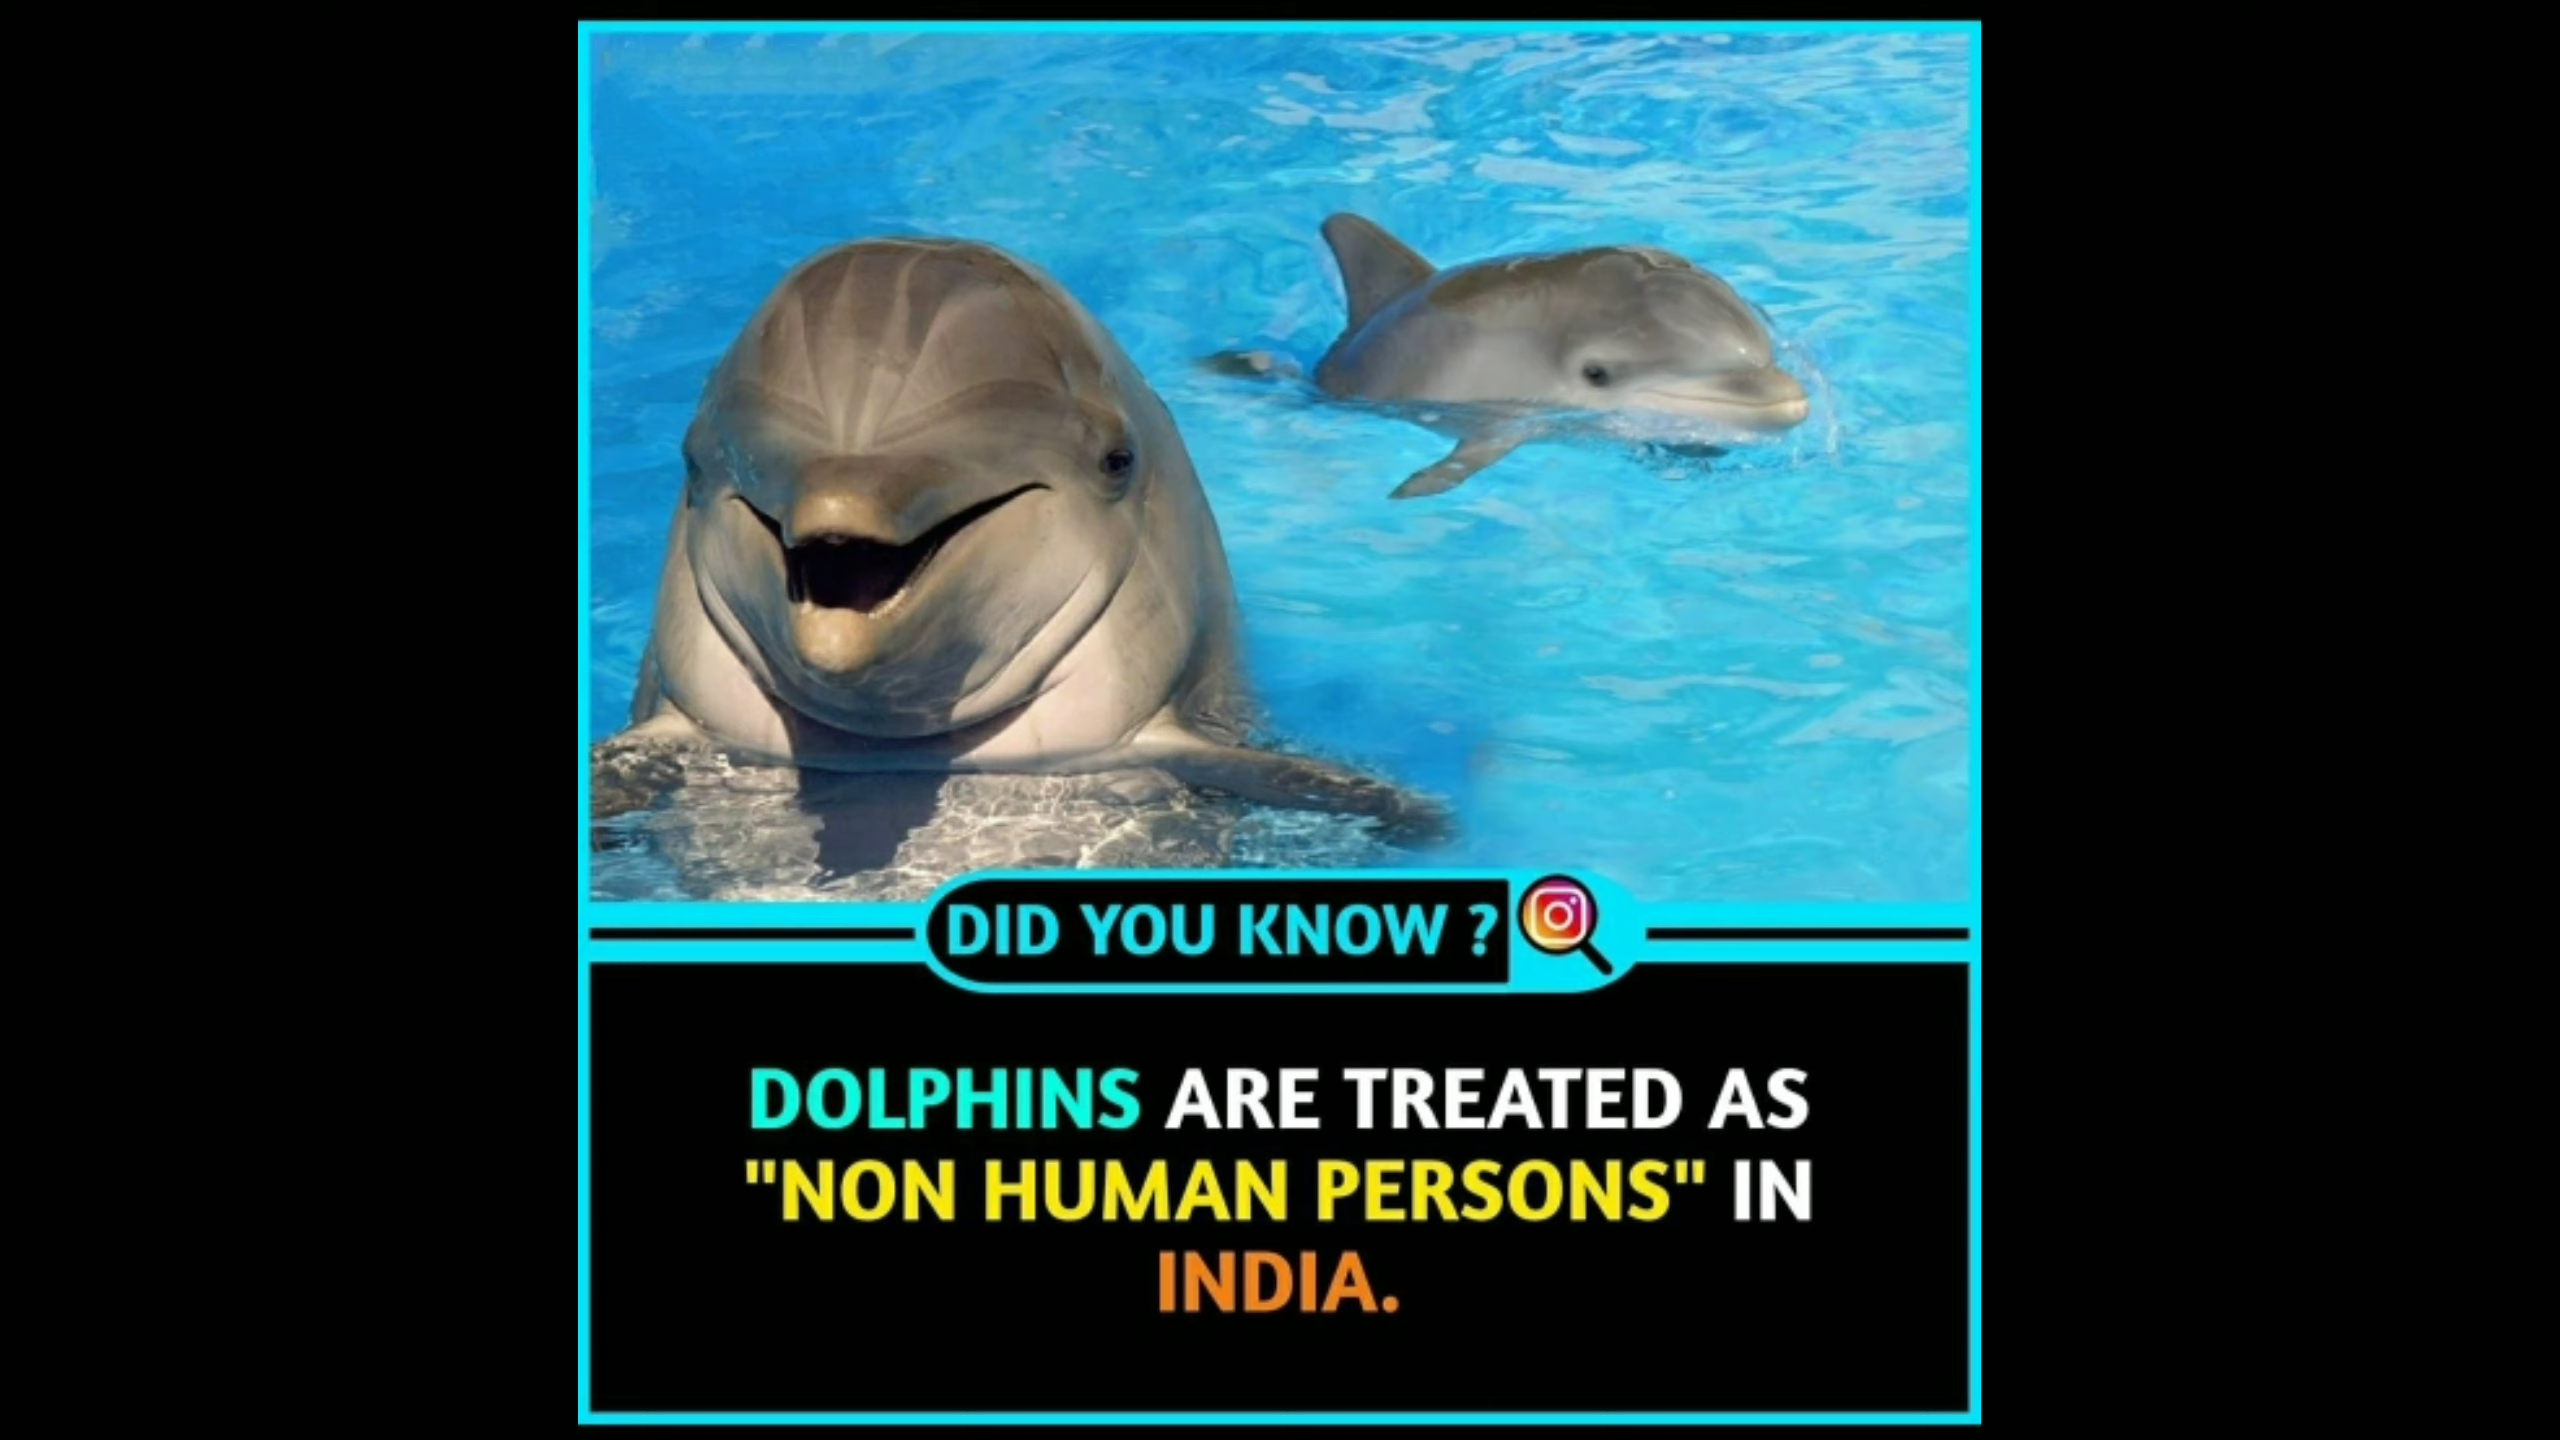 DID YOU KNOW ?
DOLPHINS ARE TREATED AS
"NON HUMAN PERSONS" IN
INDIA.